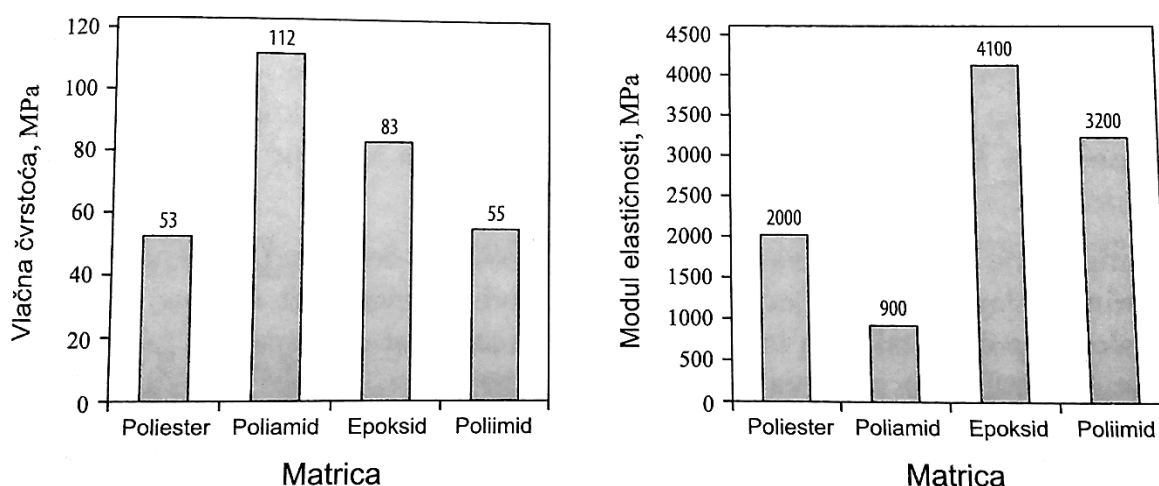 Vlačna čvrstoća, MPa
120
100
80
60
40
20
0
53
112
83
55
Poliester
Poliamid
Epoksid
Poliimid
Matrica
Modul elastičnosti, MPa
4500
4000
3500
3000
2500
2000
1500
1000
500
0
2000
900
4100
3200
Poliester
Poliamid
Epoksid
Poliimid
Matrica